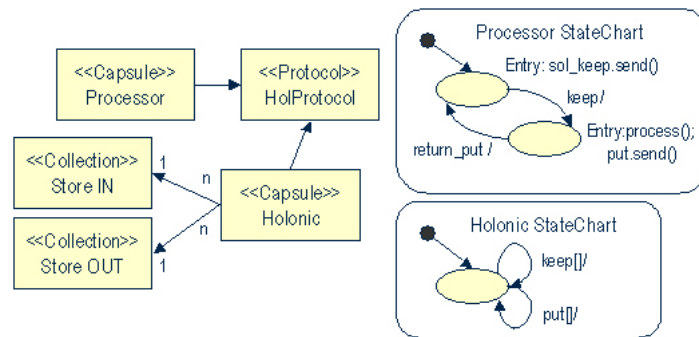 <<Capsule>>
Processor
<<Protocol>>
HolProtocol
<<Collection>>
Store IN
1
n
<<Capsule>>
Holonic
n
<<Collection>>
Store OUT
1
Processor StateChart
Entry: sol_keep.send()
keep/
Entry:process();
put.send()
return_put /
Holonic StateChart
keep[]/
put[]/